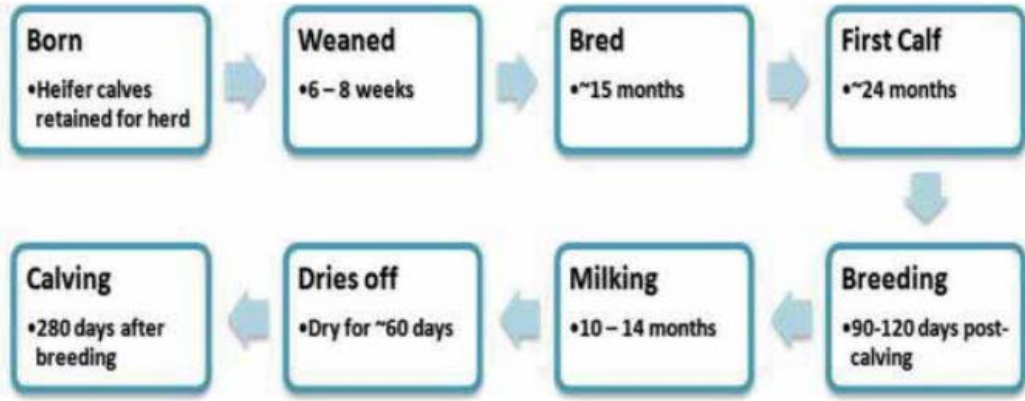 Born
•Heifer calves
retained for herd
Weaned
•6 – 8 weeks
Bred
•~15 months
First Calf
•~24 months
Breeding
•90-120 days post-
calving
Milking
•10 – 14 months
Dries off
•Dry for ~60 days
Calving
•280 days after
breeding